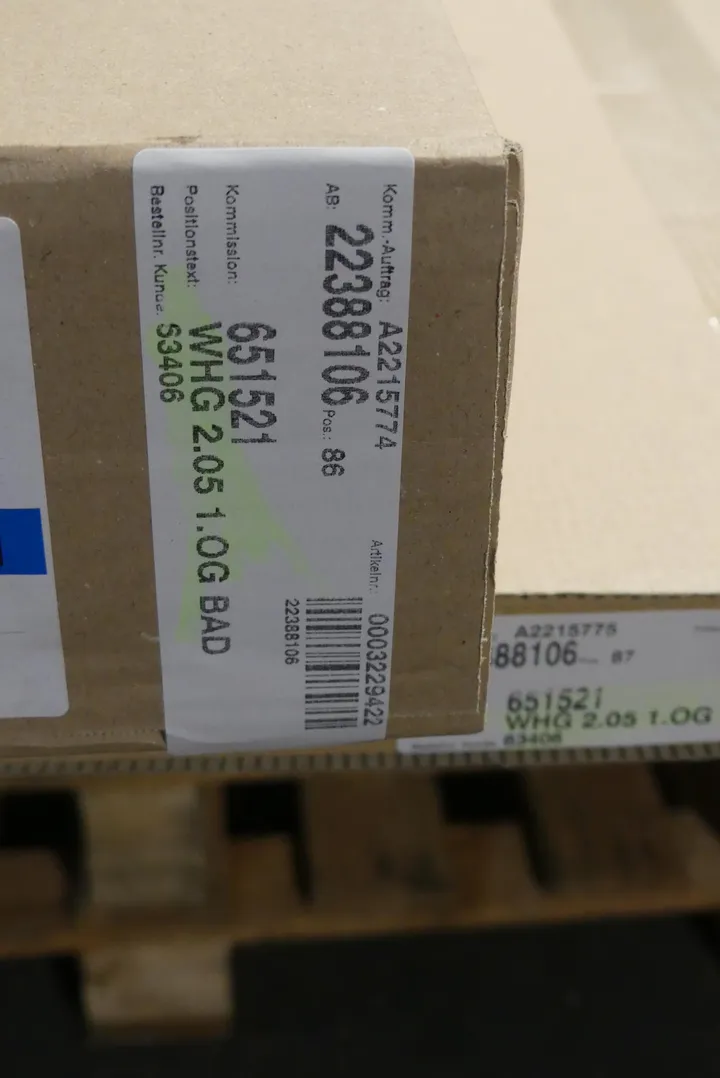 Komm.-Auftrag: A2215774 Artikelnr.: 0003229422
AB: 22388106 Pos.: 86
22388106
Kommission: 651521
Positionstext: WHG 2.05 1.OG BAD
Bestellnr. Kunde: S3406
A2215775
88106 87
651521
WHG 2.05 1.OG
S3406